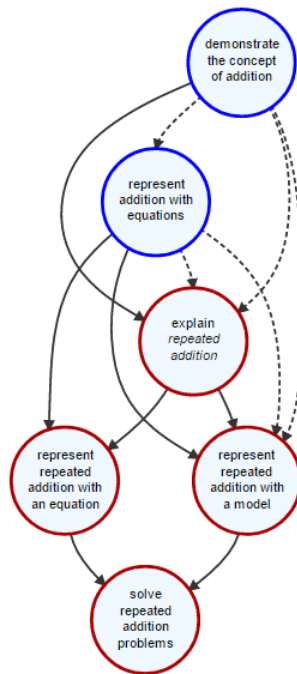 demonstrate
the concept
of addition
represent
addition with
equations
explain
repeated
addition
represent
repeated
addition with
an equation
represent
repeated
addition with
a model
solve
repeated
addition
problems